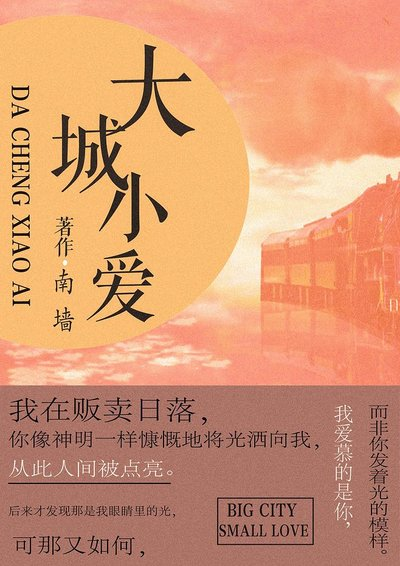 大城小爱
DA CHENG XIAO AI
著作·南墙
我在贩卖日落，
你像神明一样慷慨地将光洒向我，
从此人间被点亮。
后来才发现那是我眼睛里的光，
可那又如何，
我爱慕的是你，
而非你发着光的模样。
BIG CITY
SMALL LOVE